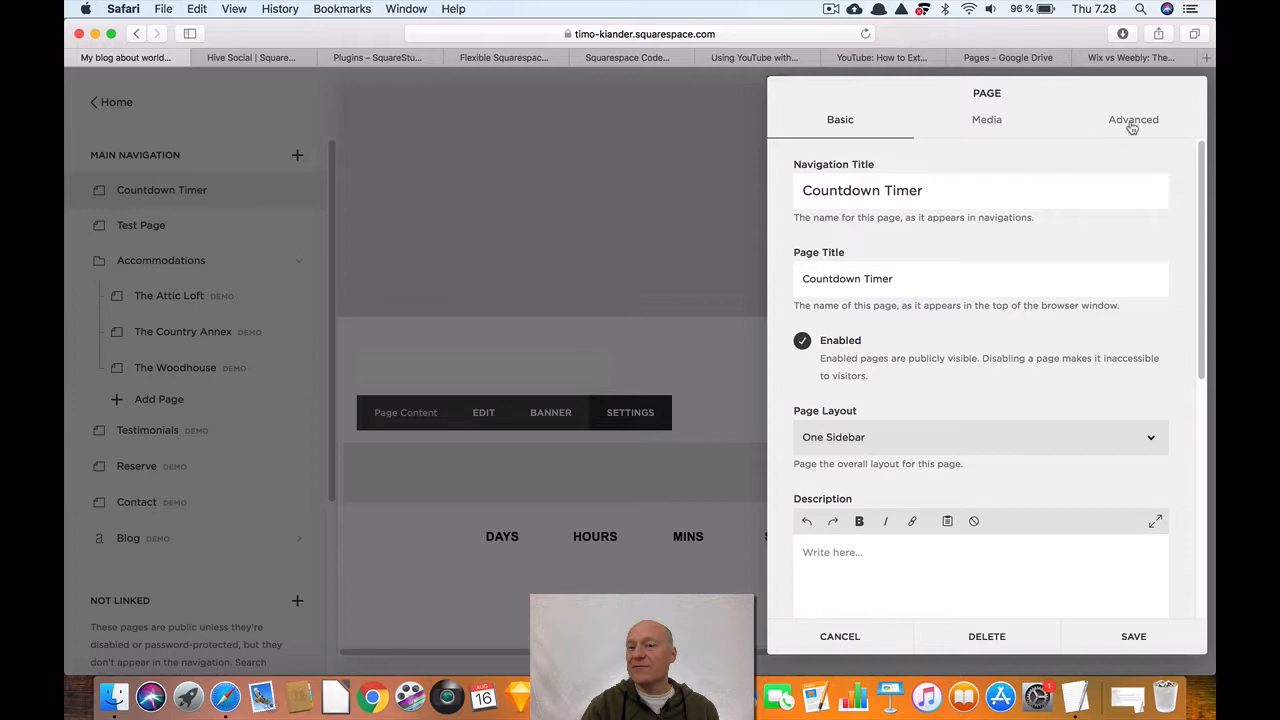 Safari File Edit View History Bookmarks Window Help 96 % Thu 7.28
timo-kiander.squarespace.com
My blog about world... Hive Social | Square... Plugins – SquareStu... Flexible Squarespac... Squarespace Code... Using YouTube with... YouTube: How to Ext... Pages - Google Drive Wix vs Weebly: The...
Home
MAIN NAVIGATION
Countdown Timer
Test Page
Accommodations
The Attic Loft DEMO
The Country Annex DEMO
The Woodhouse DEMO
Add Page
Testimonials DEMO
Reserve DEMO
Contact DEMO
Blog DEMO
NOT LINKED
These pages are public unless they're
disabled or password-protected, but they
don't appear in the navigation. Search
Page Content EDIT BANNER SETTINGS
DAYS HOURS MINS
PAGE
Basic Media Advanced
Navigation Title
Countdown Timer
The name for this page, as it appears in navigations.
Page Title
Countdown Timer
The name of this page, as it appears in the top of the browser window.
Enabled
Enabled pages are publicly visible. Disabling a page makes it inaccessible
to visitors.
Page Layout
One Sidebar
Page the overall layout for this page.
Description
Write here...
CANCEL DELETE SAVE
AUG
16
1